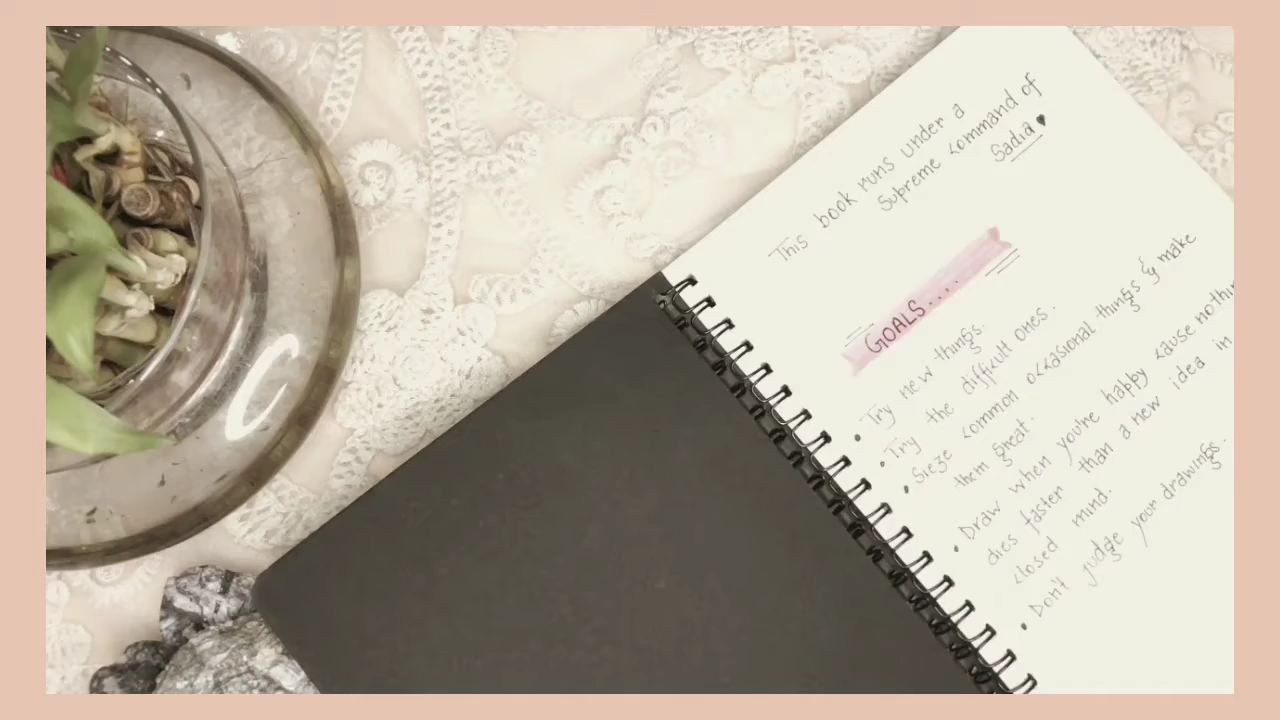 This book runs under a
Supreme command of
Sadia
GOALS....
Try new things.
Try the difficult ones.
Sieze common occasional things & make
them great.
Draw when you're happy cause nothin
dies faster than a new idea in
closed mind.
Don't judge your drawings.